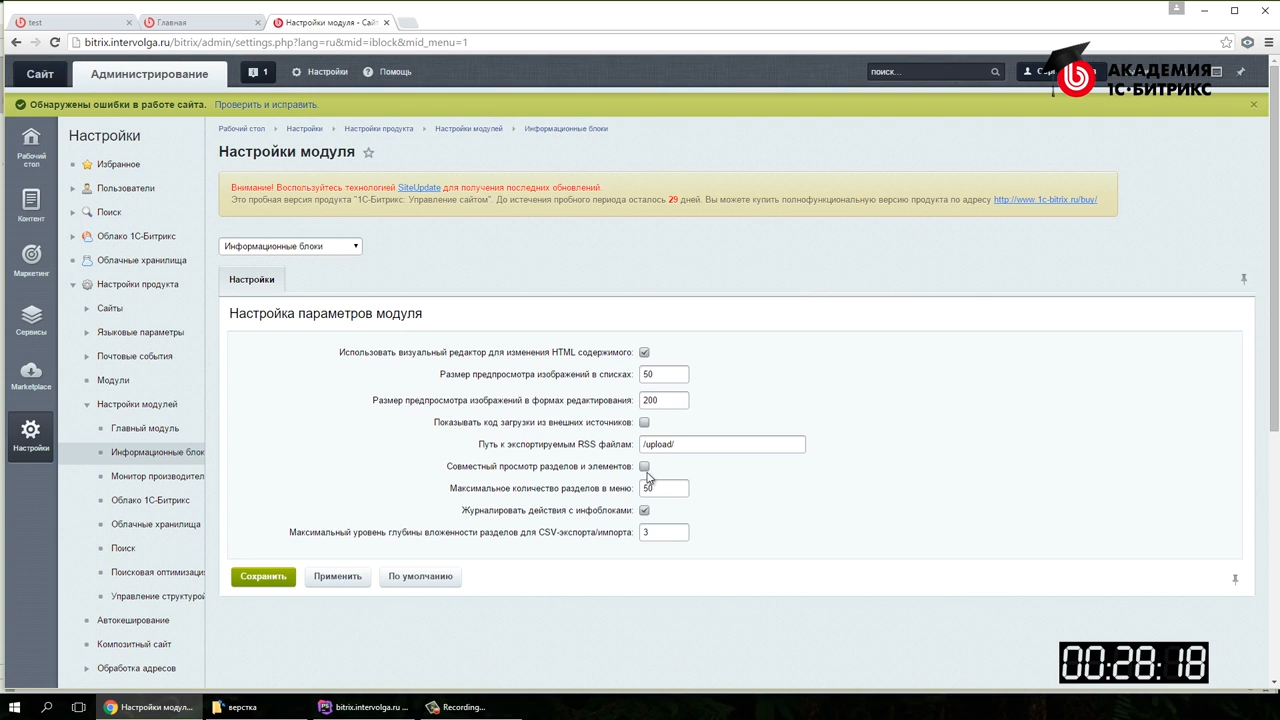 test
Главная
Настройки модуля - Сай
bitrix.intervolga.ru/bitrix/admin/settings.php?lang=ru&mid=iblock&mid_menu=1
Сайт
Администрирование
1
Настройки
Помощь
поиск...
АКАДЕМИЯ
1С·БИТРИКС
Обнаружены ошибки в работе сайта. Проверить и исправить.
Рабочий стол
Контент
Маркетинг
Сервисы
Marketplace
Настройки
Настройки
Избранное
Пользователи
Поиск
Облако 1С-Битрикс
Облачные хранилища
Настройки продукта
Сайты
Языковые параметры
Почтовые события
Модули
Настройки модулей
Главный модуль
Информационные блок
Монитор производител
Облако 1С-Битрикс
Облачные хранилища
Поиск
Поисковая оптимизаци
Управление структурой
Автокеширование
Композитный сайт
Обработка адресов
Рабочий стол Настройки Настройки продукта Настройки модулей Информационные блоки
Настройки модуля
Внимание! Воспользуйтесь технологией SiteUpdate для получения последних обновлений.
Это пробная версия продукта "1С-Битрикс: Управление сайтом". До истечения пробного периода осталось 29 дней. Вы можете купить полнофункциональную версию продукта по адресу http://www.1c-bitrix.ru/buy/
Информационные блоки
Настройки
Настройка параметров модуля
Использовать визуальный редактор для изменения HTML содержимого:
Размер предпросмотра изображений в списках: 50
Размер предпросмотра изображений в формах редактирования: 200
Показывать код загрузки из внешних источников:
Путь к экспортируемым RSS файлам: /upload/
Совместный просмотр разделов и элементов:
Максимальное количество разделов в меню: 50
Журналировать действия с инфоблоками:
Максимальный уровень глубины вложенности разделов для CSV-экспорта/импорта: 3
Сохранить
Применить
По умолчанию
00:28:18
Настройки модул...
верстка
bitrix.intervolga.ru ...
Recording...